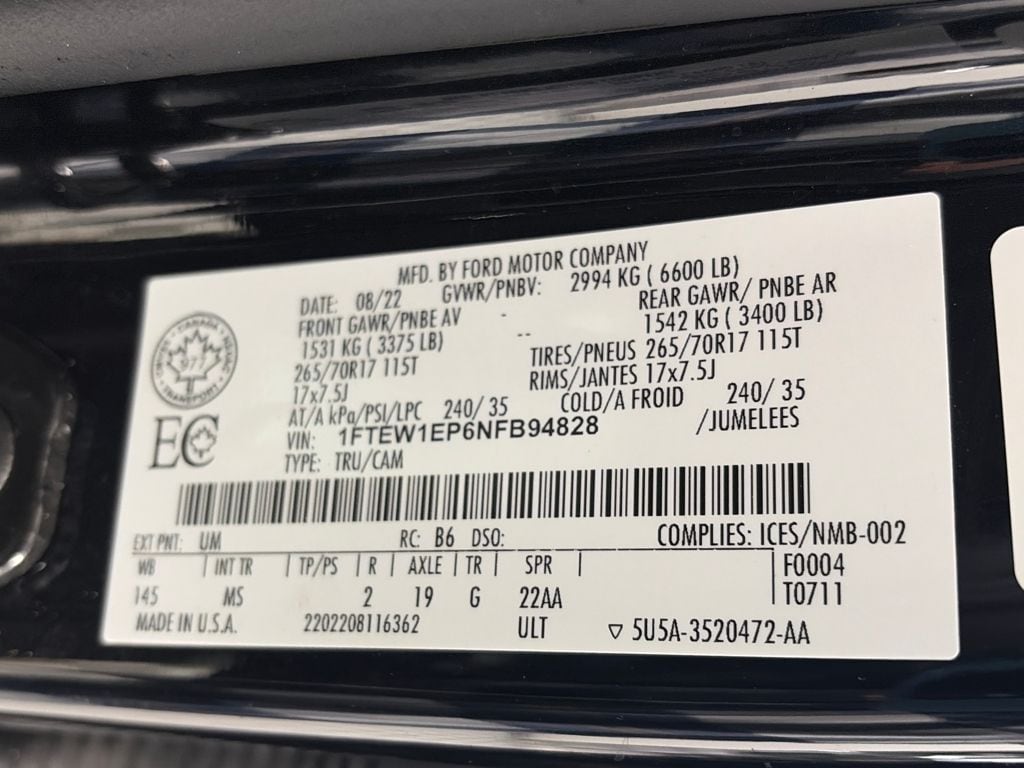 MFD. BY FORD MOTOR COMPANY
DATE: 08/22 GVWR/PNBV: 2994 KG ( 6600 LB)
FRONT GAWR/PNBE AV - REAR GAWR/ PNBE AR
1531 KG ( 3375 LB) -- 1542 KG ( 3400 LB)
265/70R17 115T TIRES/PNEUS 265/70R17 115T
17x7.5J RIMS/JANTES 17x7.5J
AT/A kPa/PSI/LPC 240/ 35 COLD/A FROID 240/ 35
VIN: 1FTEW1EP6NFB94828 /JUMELEES
TYPE: TRU/CAM
CANADA
977
TRANSPORT
EC
EXT PNT: UM RC: B6 DSO: COMPLIES: ICES/NMB-002
WB | INT TR | TP/PS | R | AXLE | TR | SPR | F0004
145 MS 2 19 G 22AA T0711
MADE IN U.S.A. 2202208116362 ULT ▽ 5U5A-3520472-AA